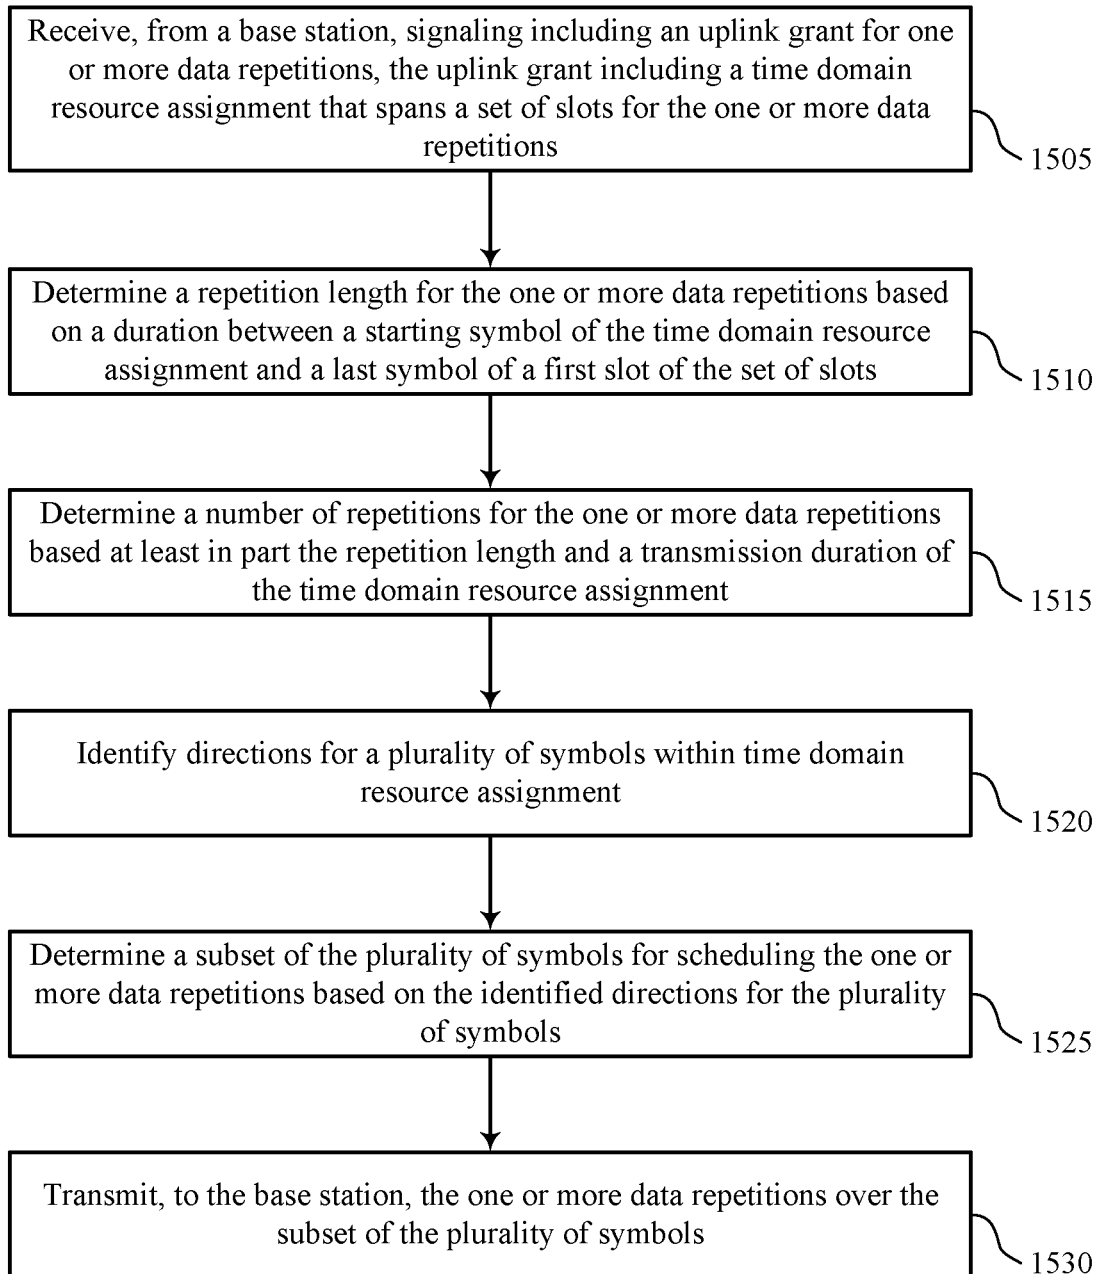 Receive, from a base station, signaling including an uplink grant for one
or more data repetitions, the uplink grant including a time domain
resource assignment that spans a set of slots for the one or more data
repetitions
1505
Determine a repetition length for the one or more data repetitions based
on a duration between a starting symbol of the time domain resource
assignment and a last symbol of a first slot of the set of slots
1510
Determine a number of repetitions for the one or more data repetitions
based at least in part the repetition length and a transmission duration of
the time domain resource assignment
1515
Identify directions for a plurality of symbols within time domain
resource assignment
1520
Determine a subset of the plurality of symbols for scheduling the one or
more data repetitions based on the identified directions for the plurality
of symbols
1525
Transmit, to the base station, the one or more data repetitions over the
subset of the plurality of symbols
1530